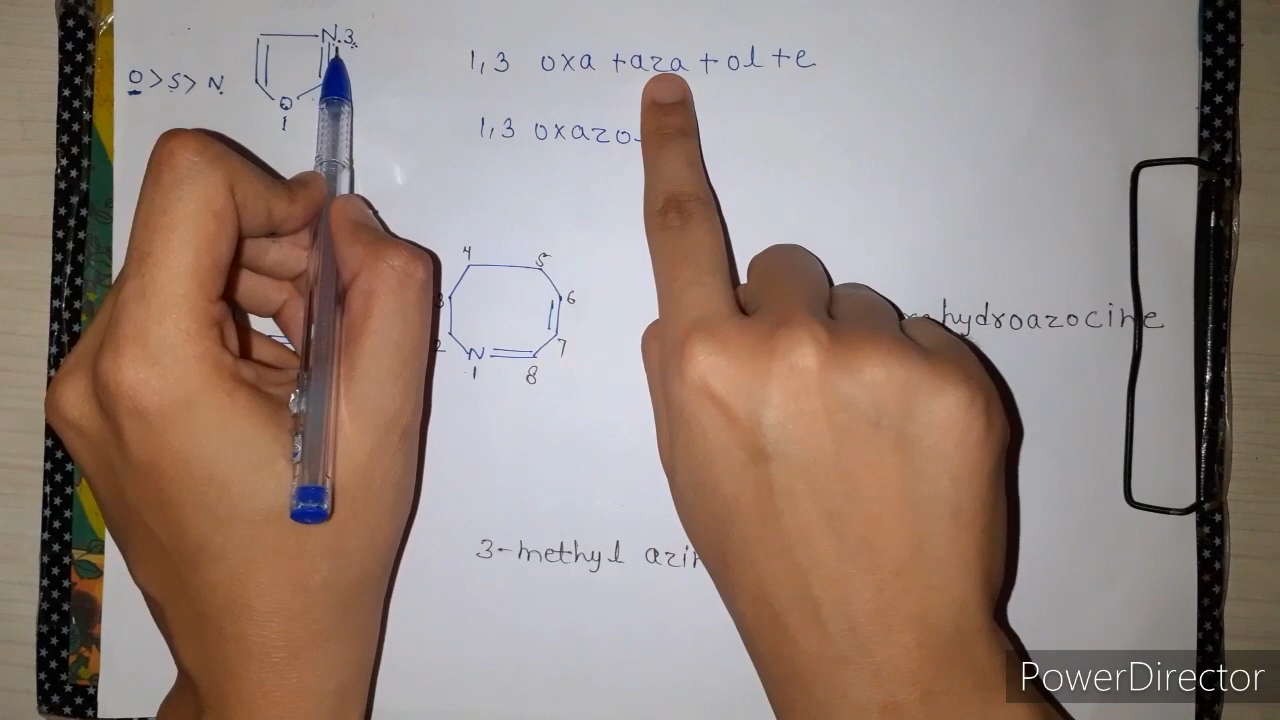 N.3
O>S>N
O
1
1,3 oxa +aza + ol +e
1,3 oxazo
4
5
3
6
2
7
N
1
8
hydroazocine
3-methyl azi
PowerDirector